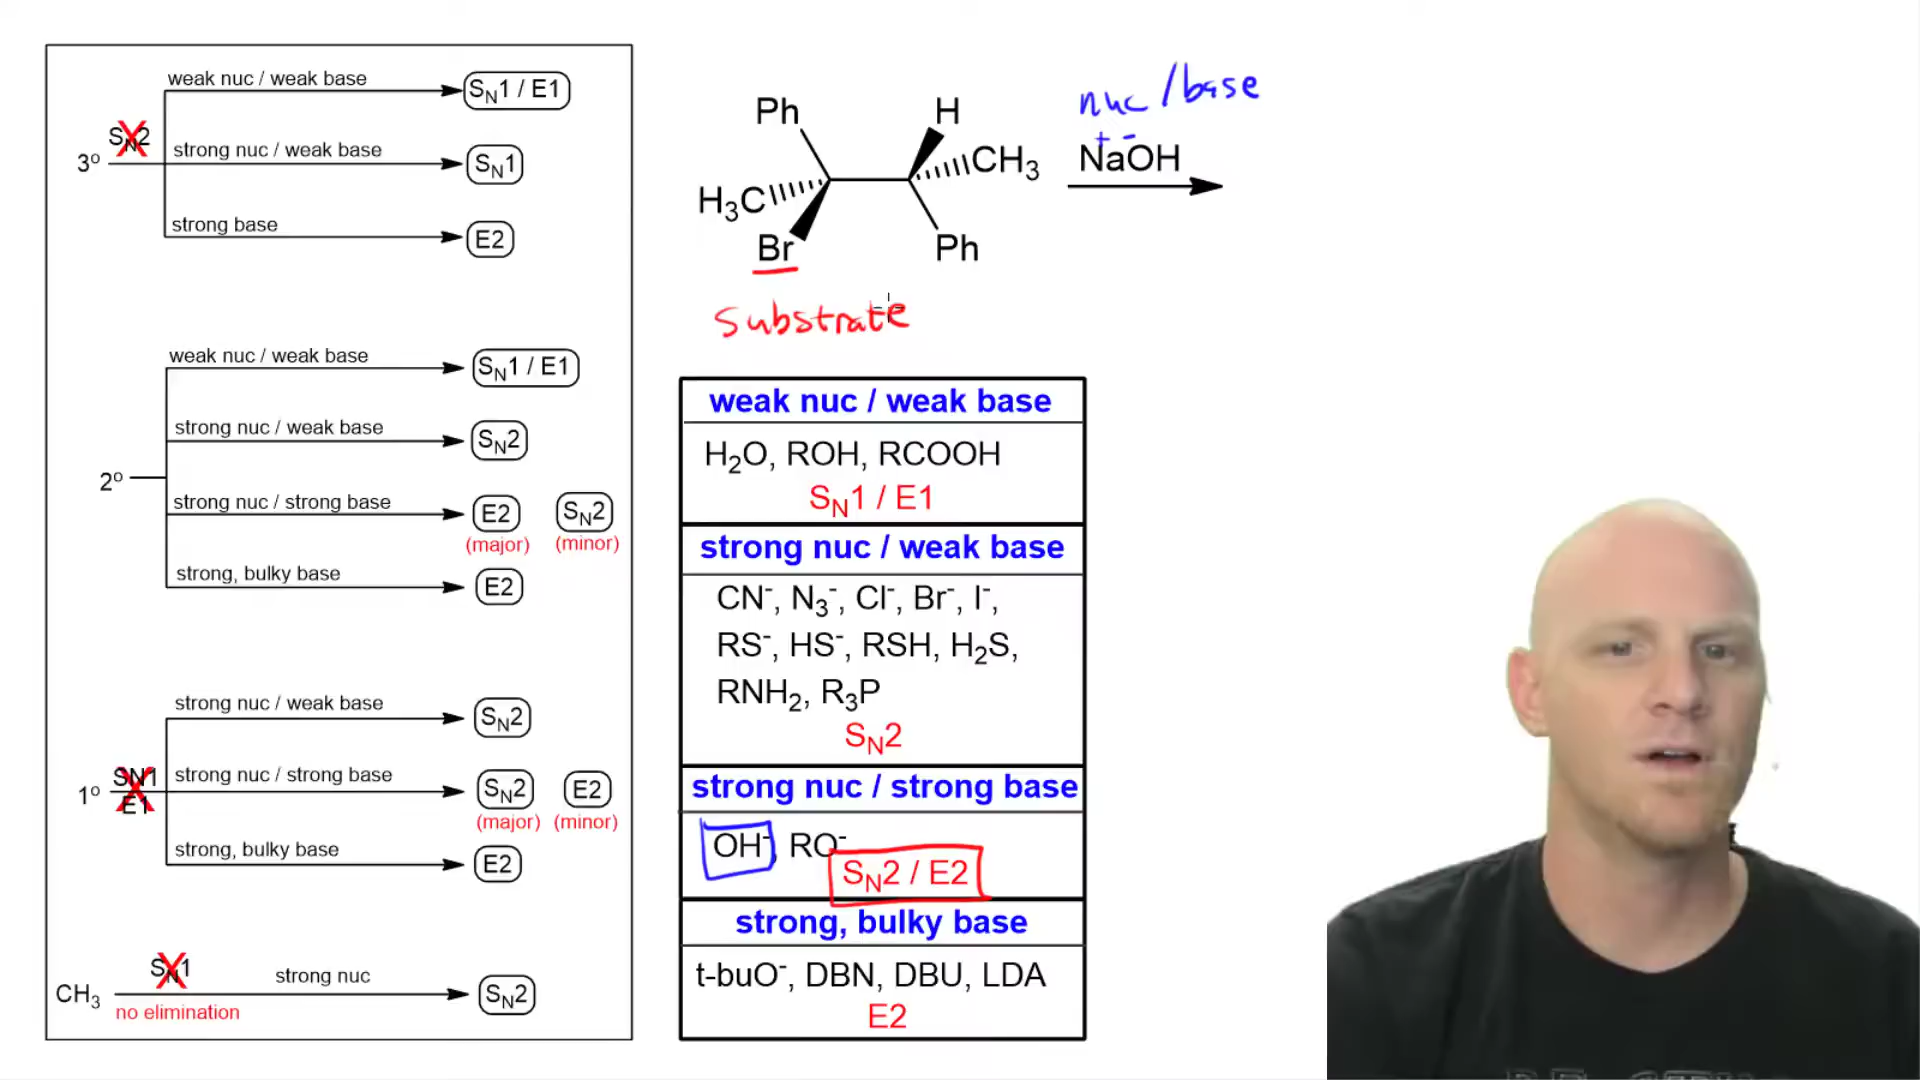 weak nuc / weak base
SN1 / E1
SN2
3º
strong nuc / weak base
SN1
strong base
E2
weak nuc / weak base
SN1 / E1
strong nuc / weak base
SN2
2º
strong nuc / strong base
E2
SN2
(major)
(minor)
strong, bulky base
E2
strong nuc / weak base
SN2
SN1
E1
1º
strong nuc / strong base
SN2
E2
(major)
(minor)
strong, bulky base
E2
SN1
CH3
strong nuc
SN2
no elimination
Ph
H
H3C
CH3
Br
Ph
substrate
nuc / base
+ -
NaOH
weak nuc / weak base
H2O, ROH, RCOOH
SN1 / E1
strong nuc / weak base
CN-, N3-, Cl-, Br-, I-,
RS-, HS-, RSH, H2S,
RNH2, R3P
SN2
strong nuc / strong base
OH-, RO-
SN2 / E2
strong, bulky base
t-buO-, DBN, DBU, LDA
E2